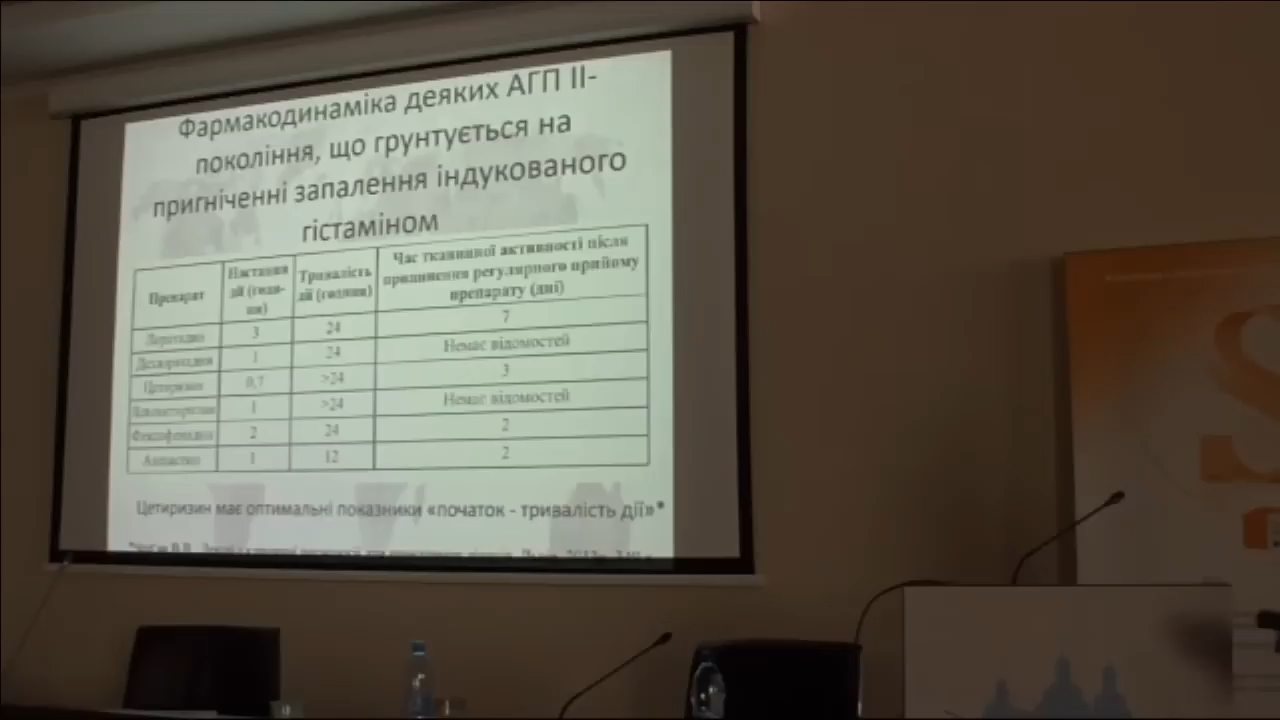 Фармакодинаміка деяких АГП ІІ-
покоління, що грунтується на
пригніченні запалення індукованого
гістаміном
Препарат Настання дії (годи-ни) Тривалість дії (години) Час тканинної активності після припинення регулярного прийому препарату (дні)
Лоратадин 3 24 7
Дезлоратадин 1 24 Немає відомостей
Цетиризин 0,7 >24 3
1 >24 Немає відомостей
Фексофенадин 2 24 2
1 12 2
Цетиризин має оптимальні показники «початок - тривалість дії»*